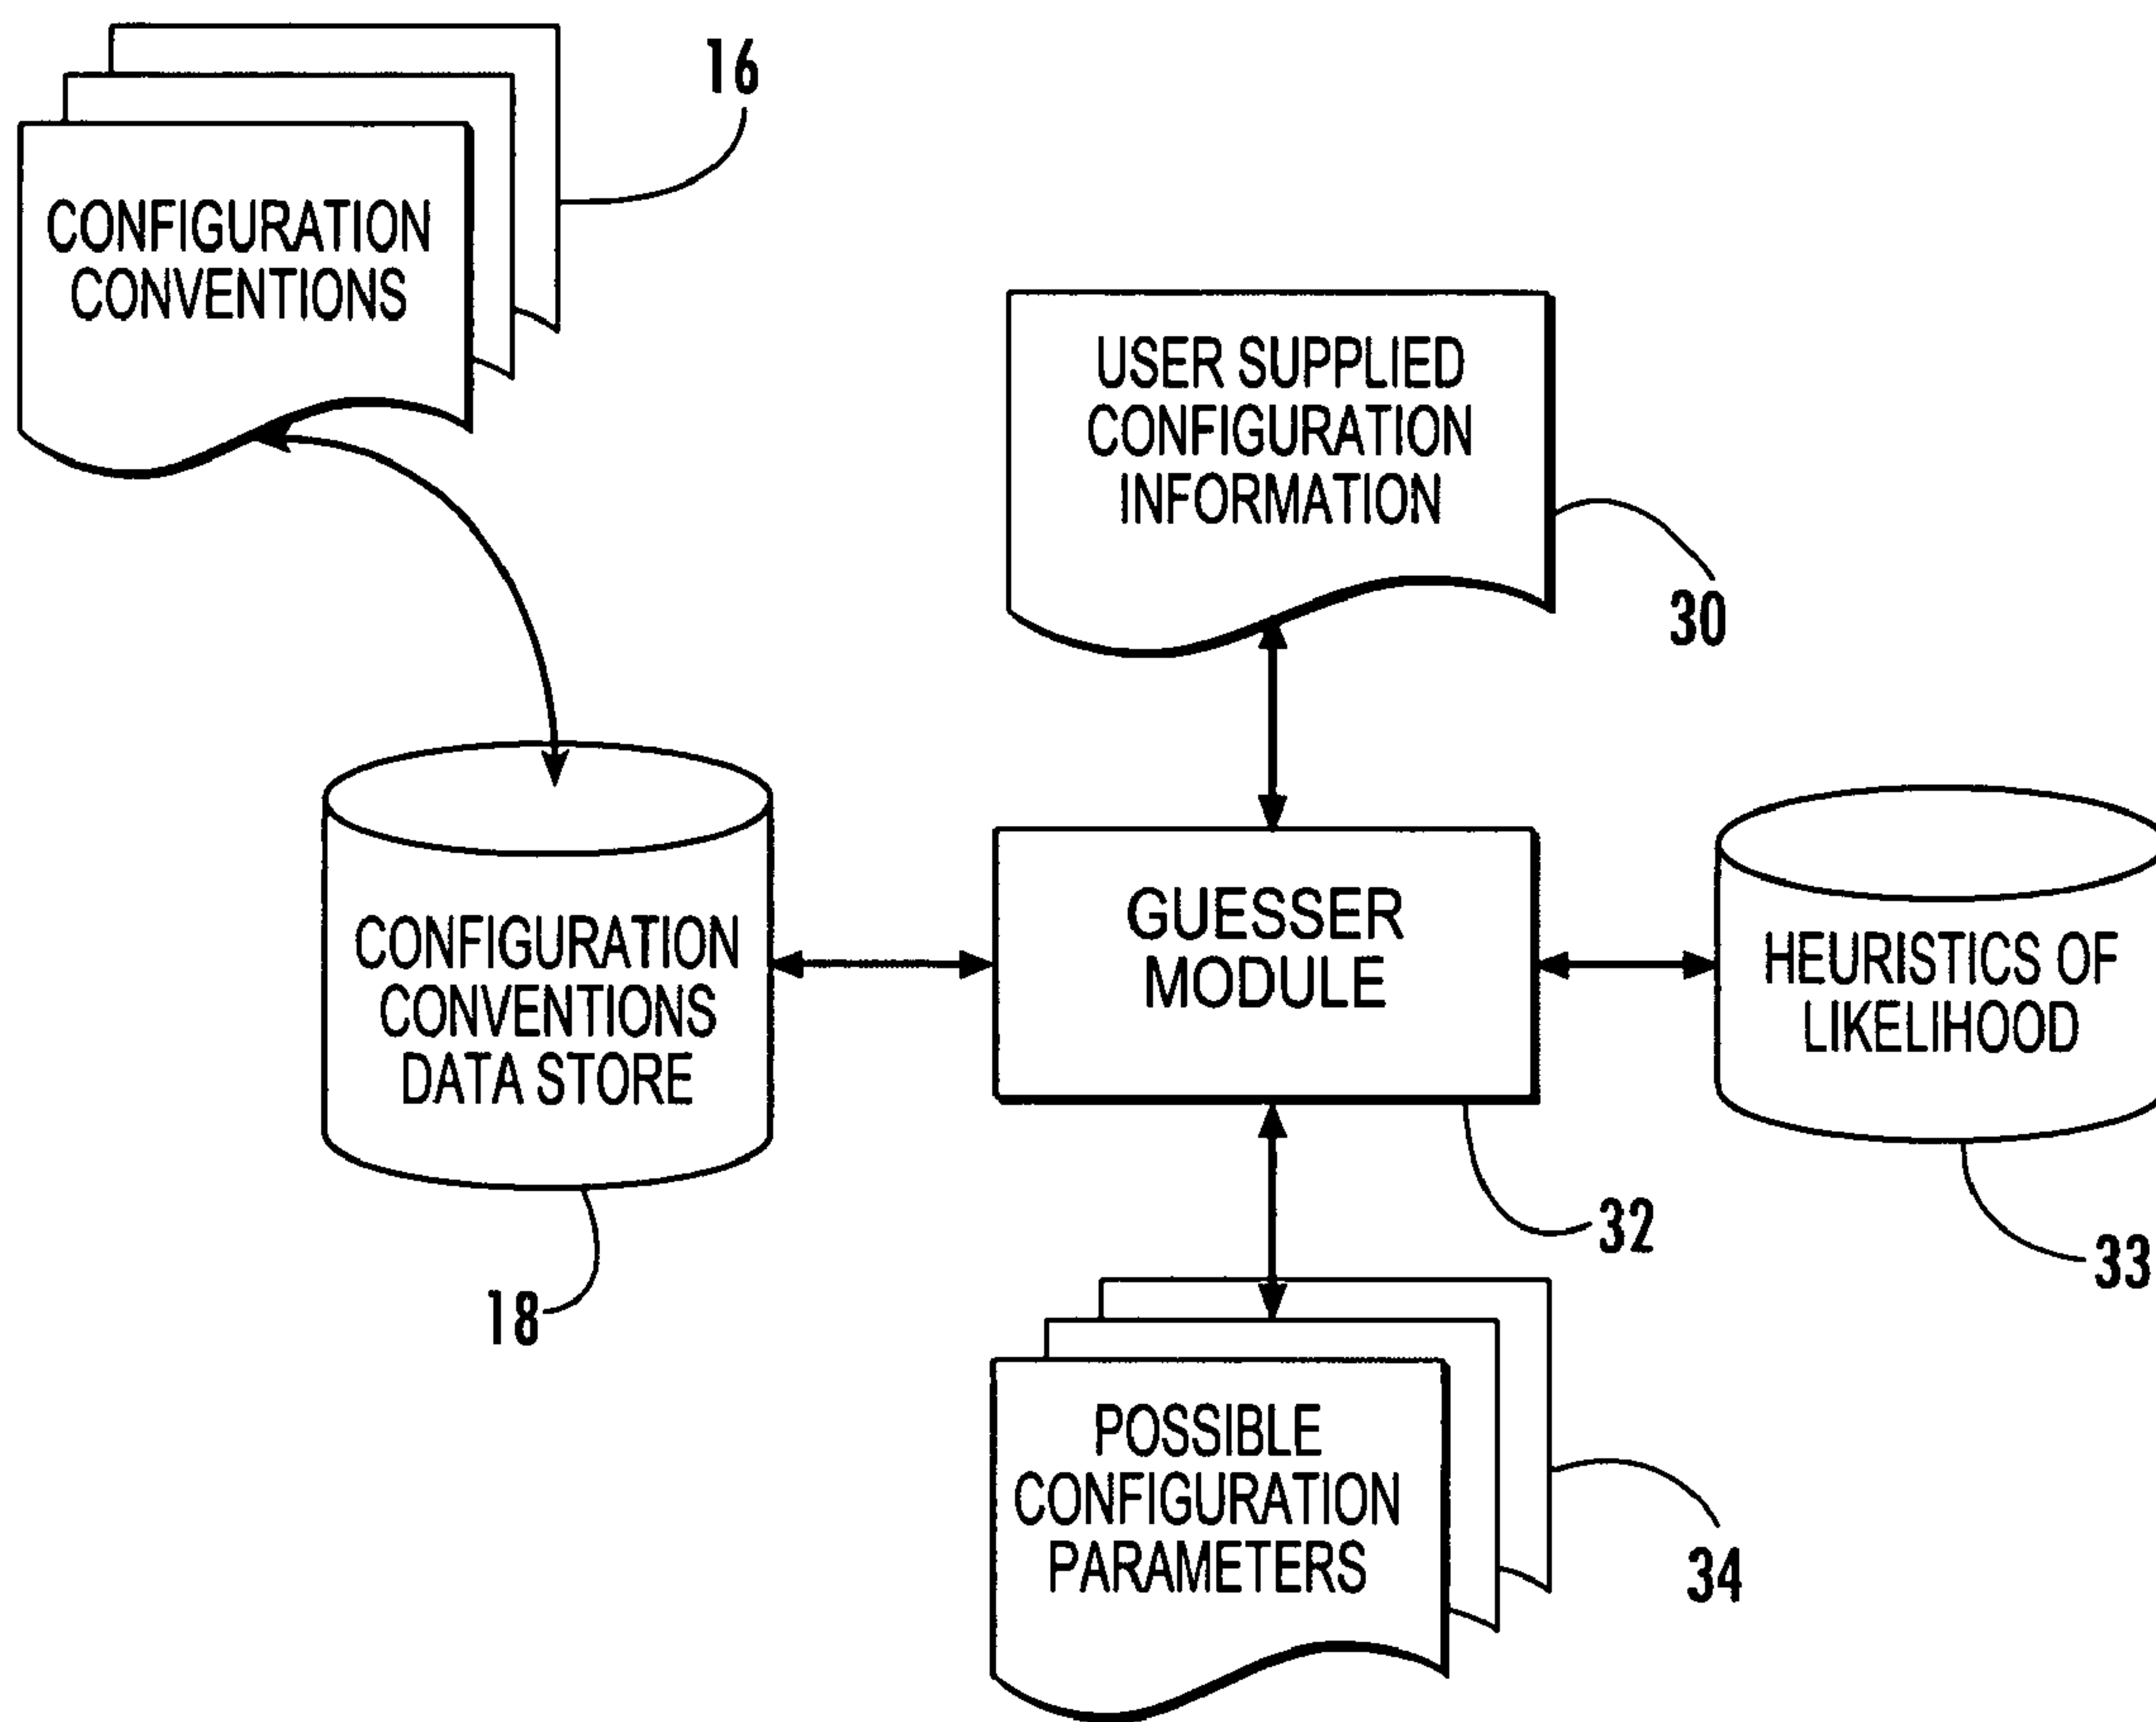 16
CONFIGURATION
CONVENTIONS
USER SUPPLIED
CONFIGURATION
INFORMATION
30
CONFIGURATION
CONVENTIONS
DATA STORE
18
GUESSER
MODULE
32
HEURISTICS OF
LIKELIHOOD
33
POSSIBLE
CONFIGURATION
PARAMETERS
34